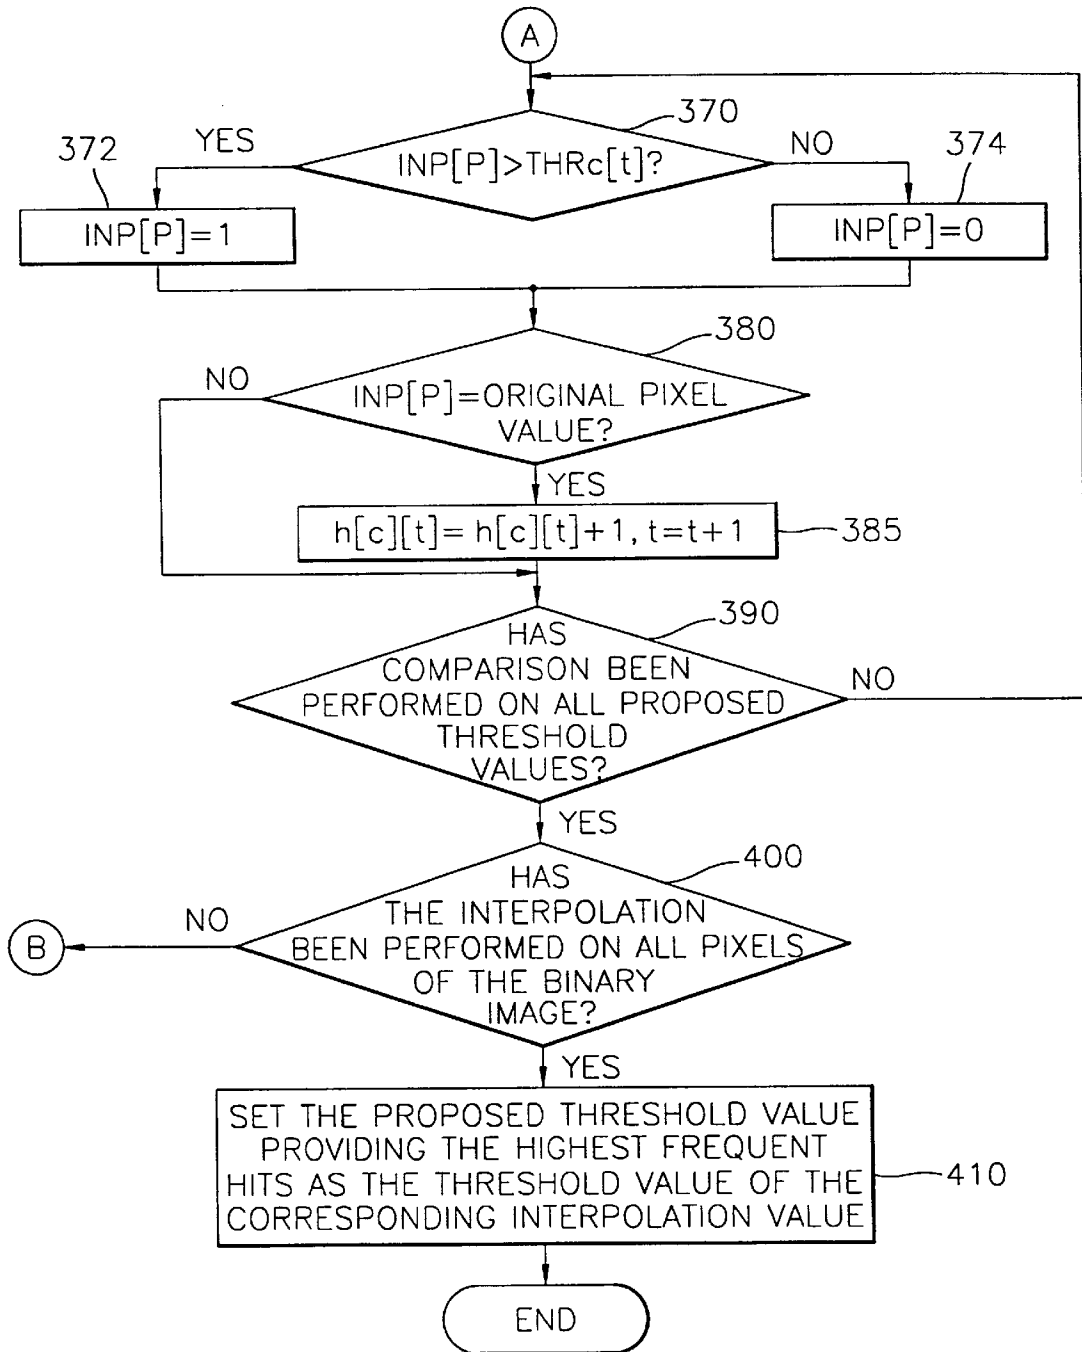 A
370
INP[P]>THRc[t]?
YES
NO
372
INP[P]=1
374
INP[P]=0
380
INP[P]=ORIGINAL PIXEL
VALUE?
NO
YES
h[c][t]= h[c][t]+1, t=t+1
385
390
HAS
COMPARISON BEEN
PERFORMED ON ALL PROPOSED
THRESHOLD
VALUES?
NO
YES
400
HAS
THE INTERPOLATION
BEEN PERFORMED ON ALL PIXELS
OF THE BINARY
IMAGE?
NO
B
YES
SET THE PROPOSED THRESHOLD VALUE
PROVIDING THE HIGHEST FREQUENT
HITS AS THE THRESHOLD VALUE OF THE
CORRESPONDING INTERPOLATION VALUE
410
END